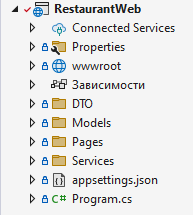 RestaurantWeb
Connected Services
Properties
wwwroot
Зависимости
DTO
Models
Pages
Services
appsettings.json
C# Program.cs